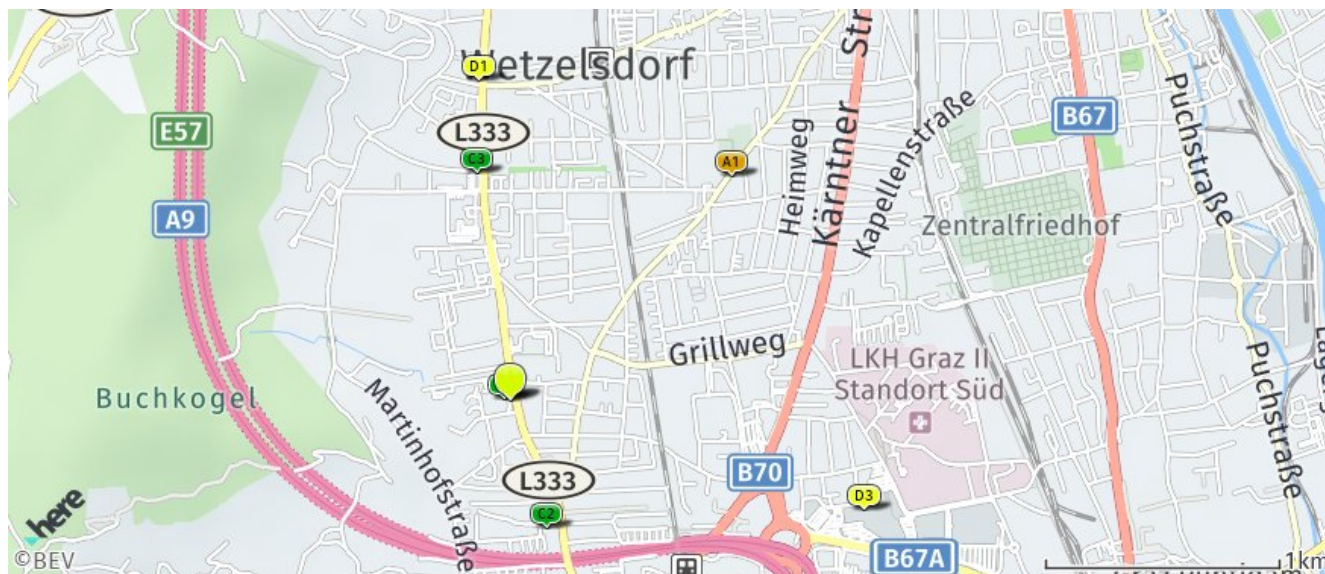 D1
Wetzelsdorf
L333
C3
E57
A9
A1
Heimweg
Kärntner Str
Kapellenstraße
B67
Puchstraße
Zentralfriedhof
Grillweg
LKH Graz II
Standort Süd
Buchkogel
Martinhofstraße
Puchstraße
L333
C2
B70
D3
B67A
here
©BEV
1km